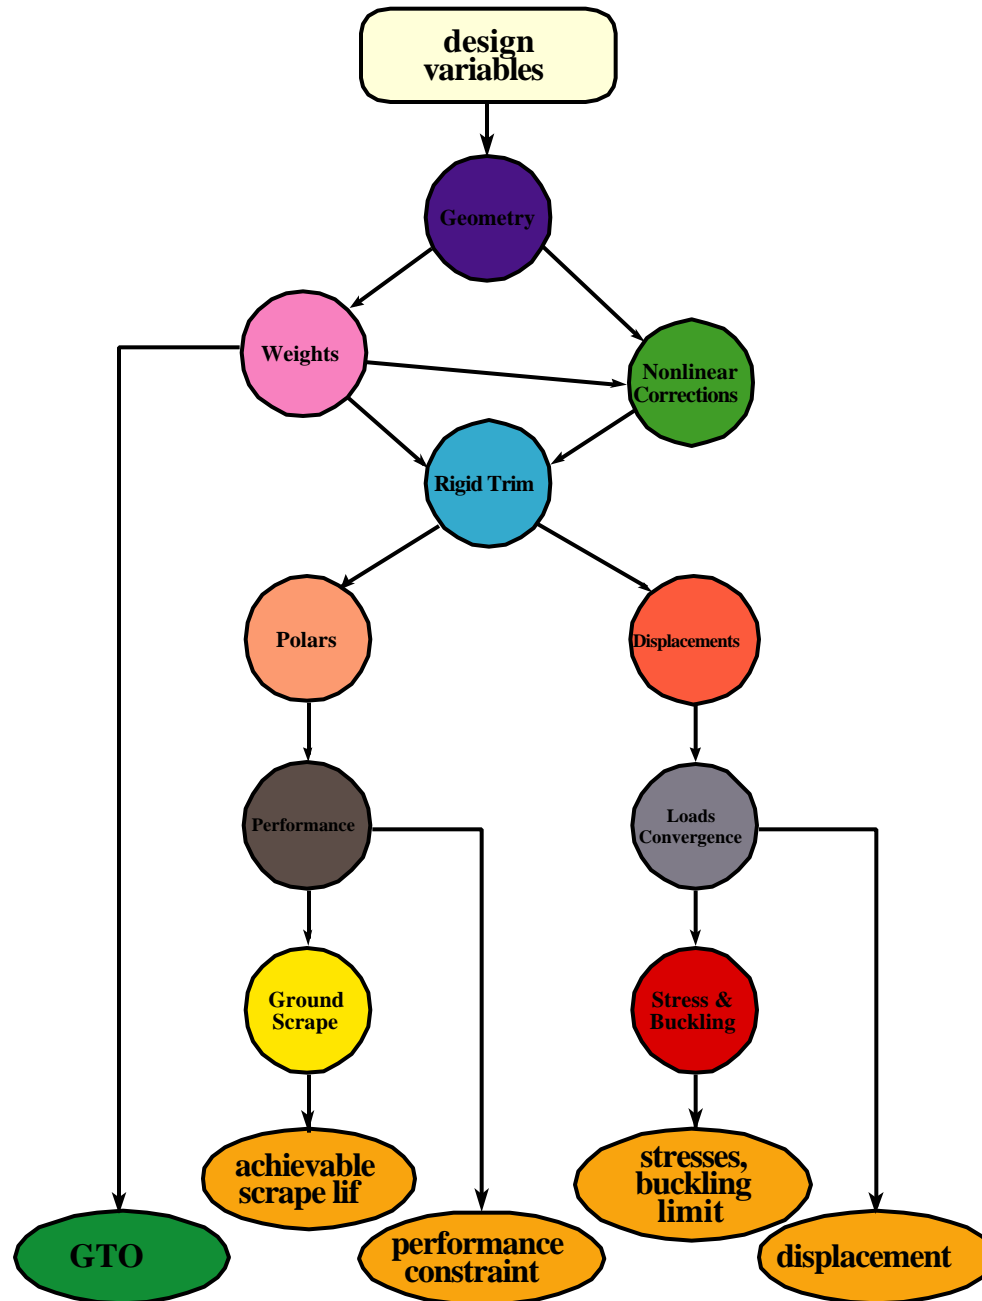 design
variables
Geometry
Weights
Nonlinear
Corrections
Rigid Trim
Polars
Displacements
Performance
Loads
Convergence
Ground
Scrape
Stress &
Buckling
achievable
scrape lif
stresses,
buckling
limit
GTO
performance
constraint
displacement